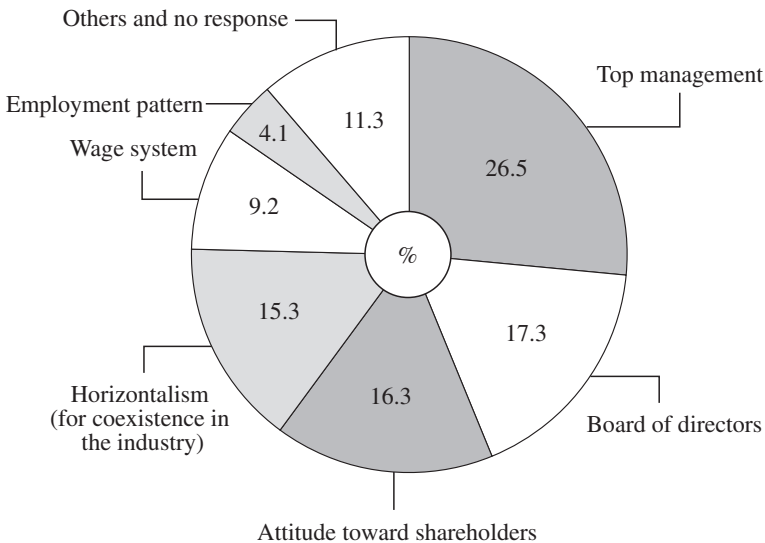 Others and no response
Top management
Employment pattern
11.3
4.1
Wage system
26.5
9.2
%
15.3
17.3
16.3
Horizontalism
(for coexistence in
the industry)
Board of directors
Attitude toward shareholders